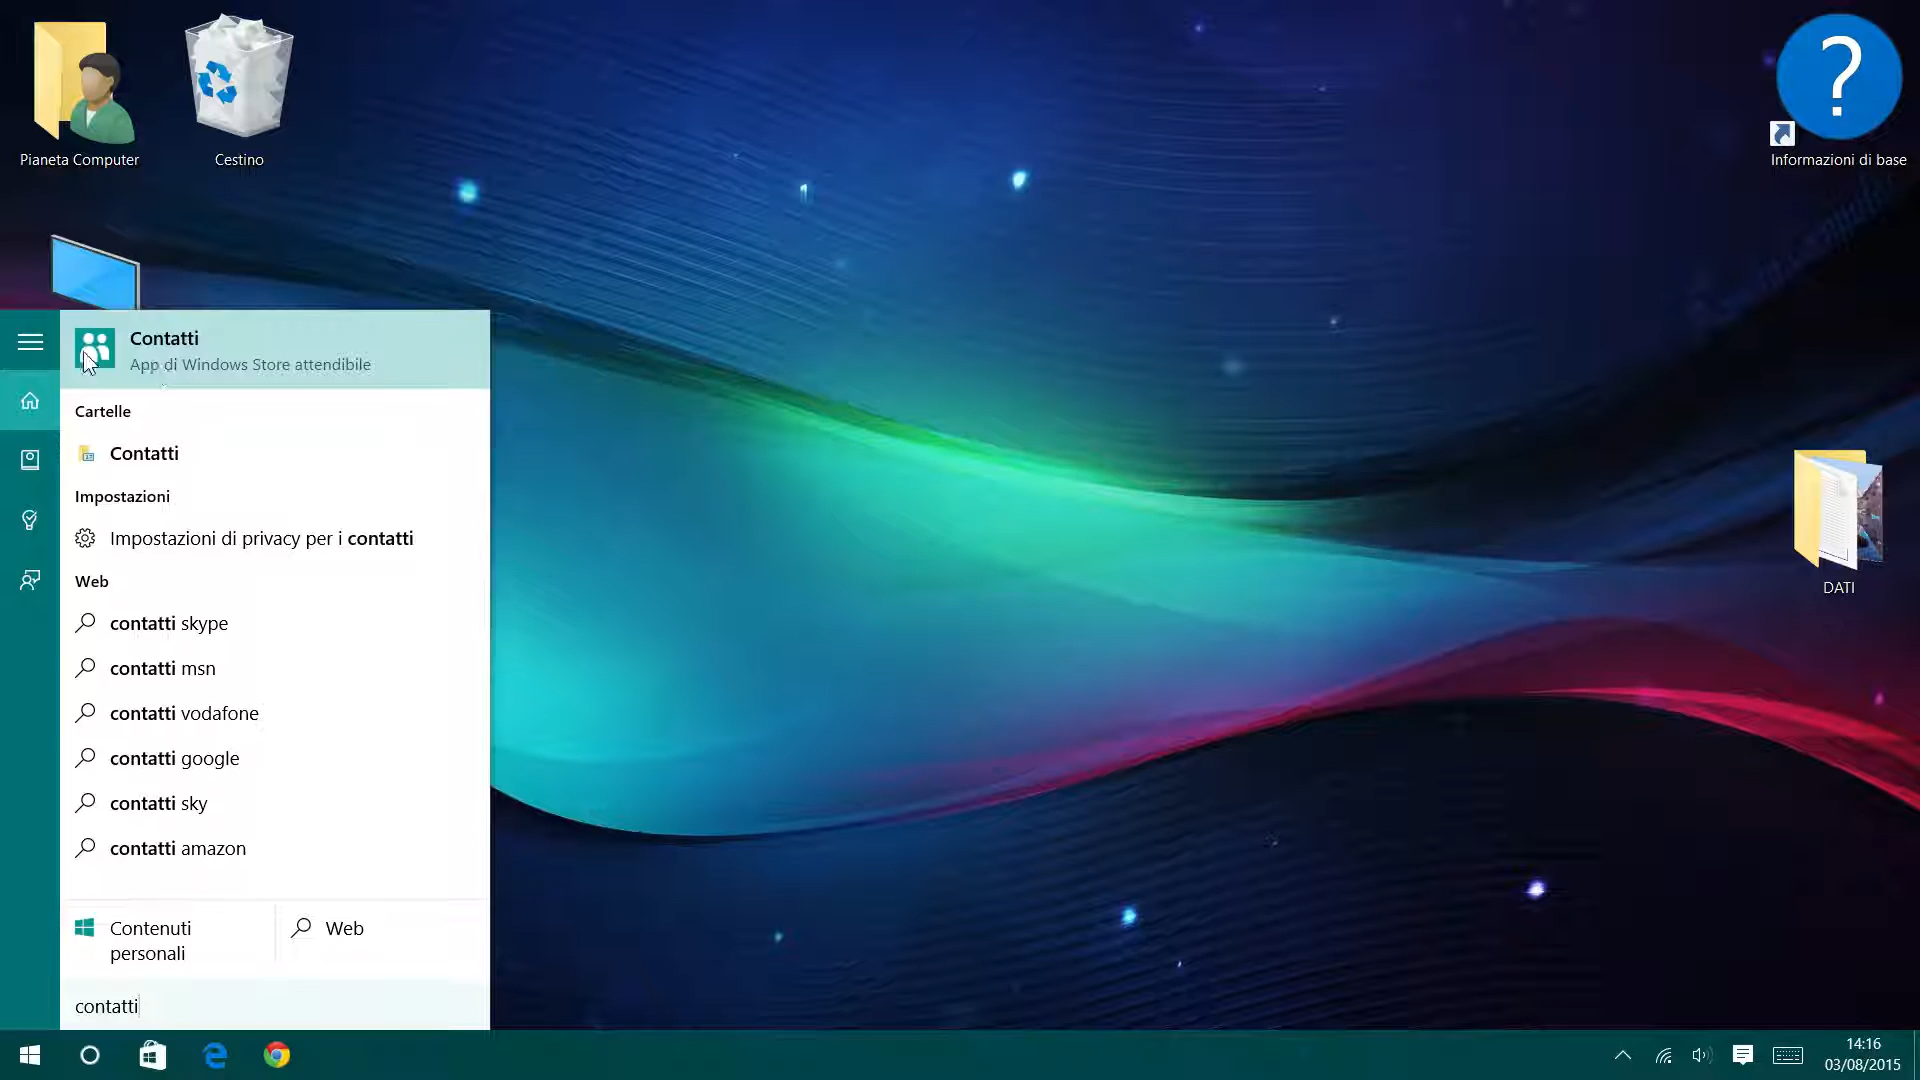 Pianeta Computer
Cestino
?
Informazioni di base
Contatti
App di Windows Store attendibile
Cartelle
Contatti
Impostazioni
Impostazioni di privacy per i contatti
Web
contatti skype
contatti msn
contatti vodafone
contatti google
contatti sky
contatti amazon
Contenuti
personali
Web
contatti
DATI
14:16
03/08/2015